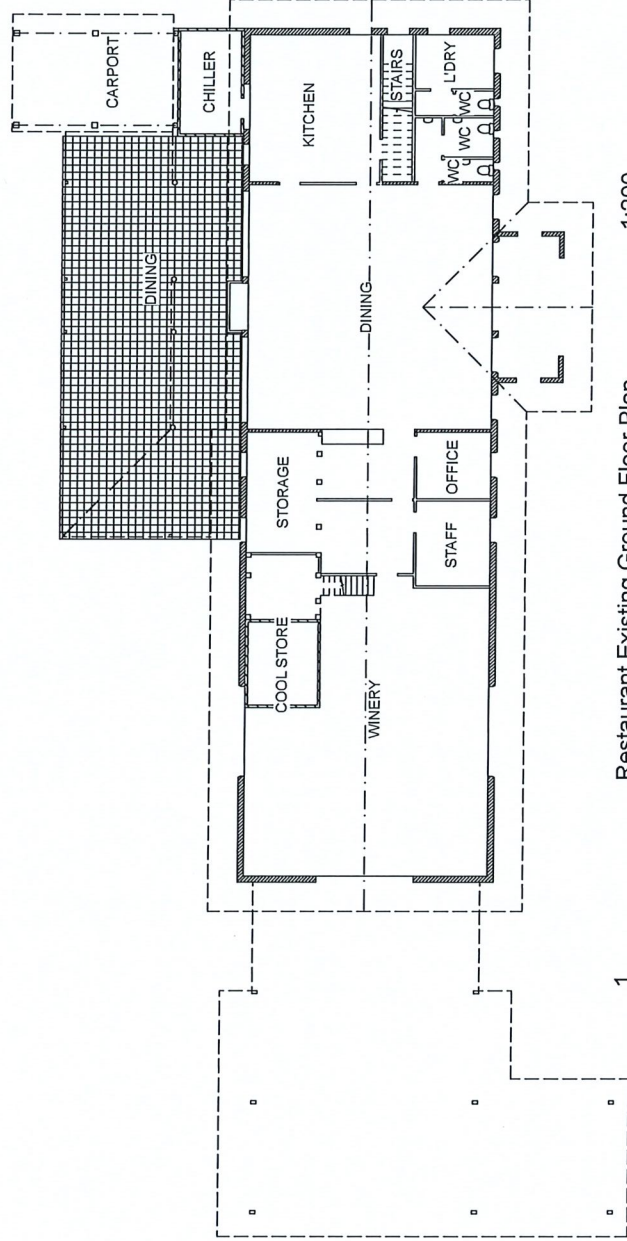 CARPORT
CHILLER
KITCHEN
STAIRS
L'DRY
WC
WC
WC
DINING
DINING
STORAGE
OFFICE
STAFF
COOL STORE
WINERY
1
Restaurant Existing Ground Floor Plan
1:200